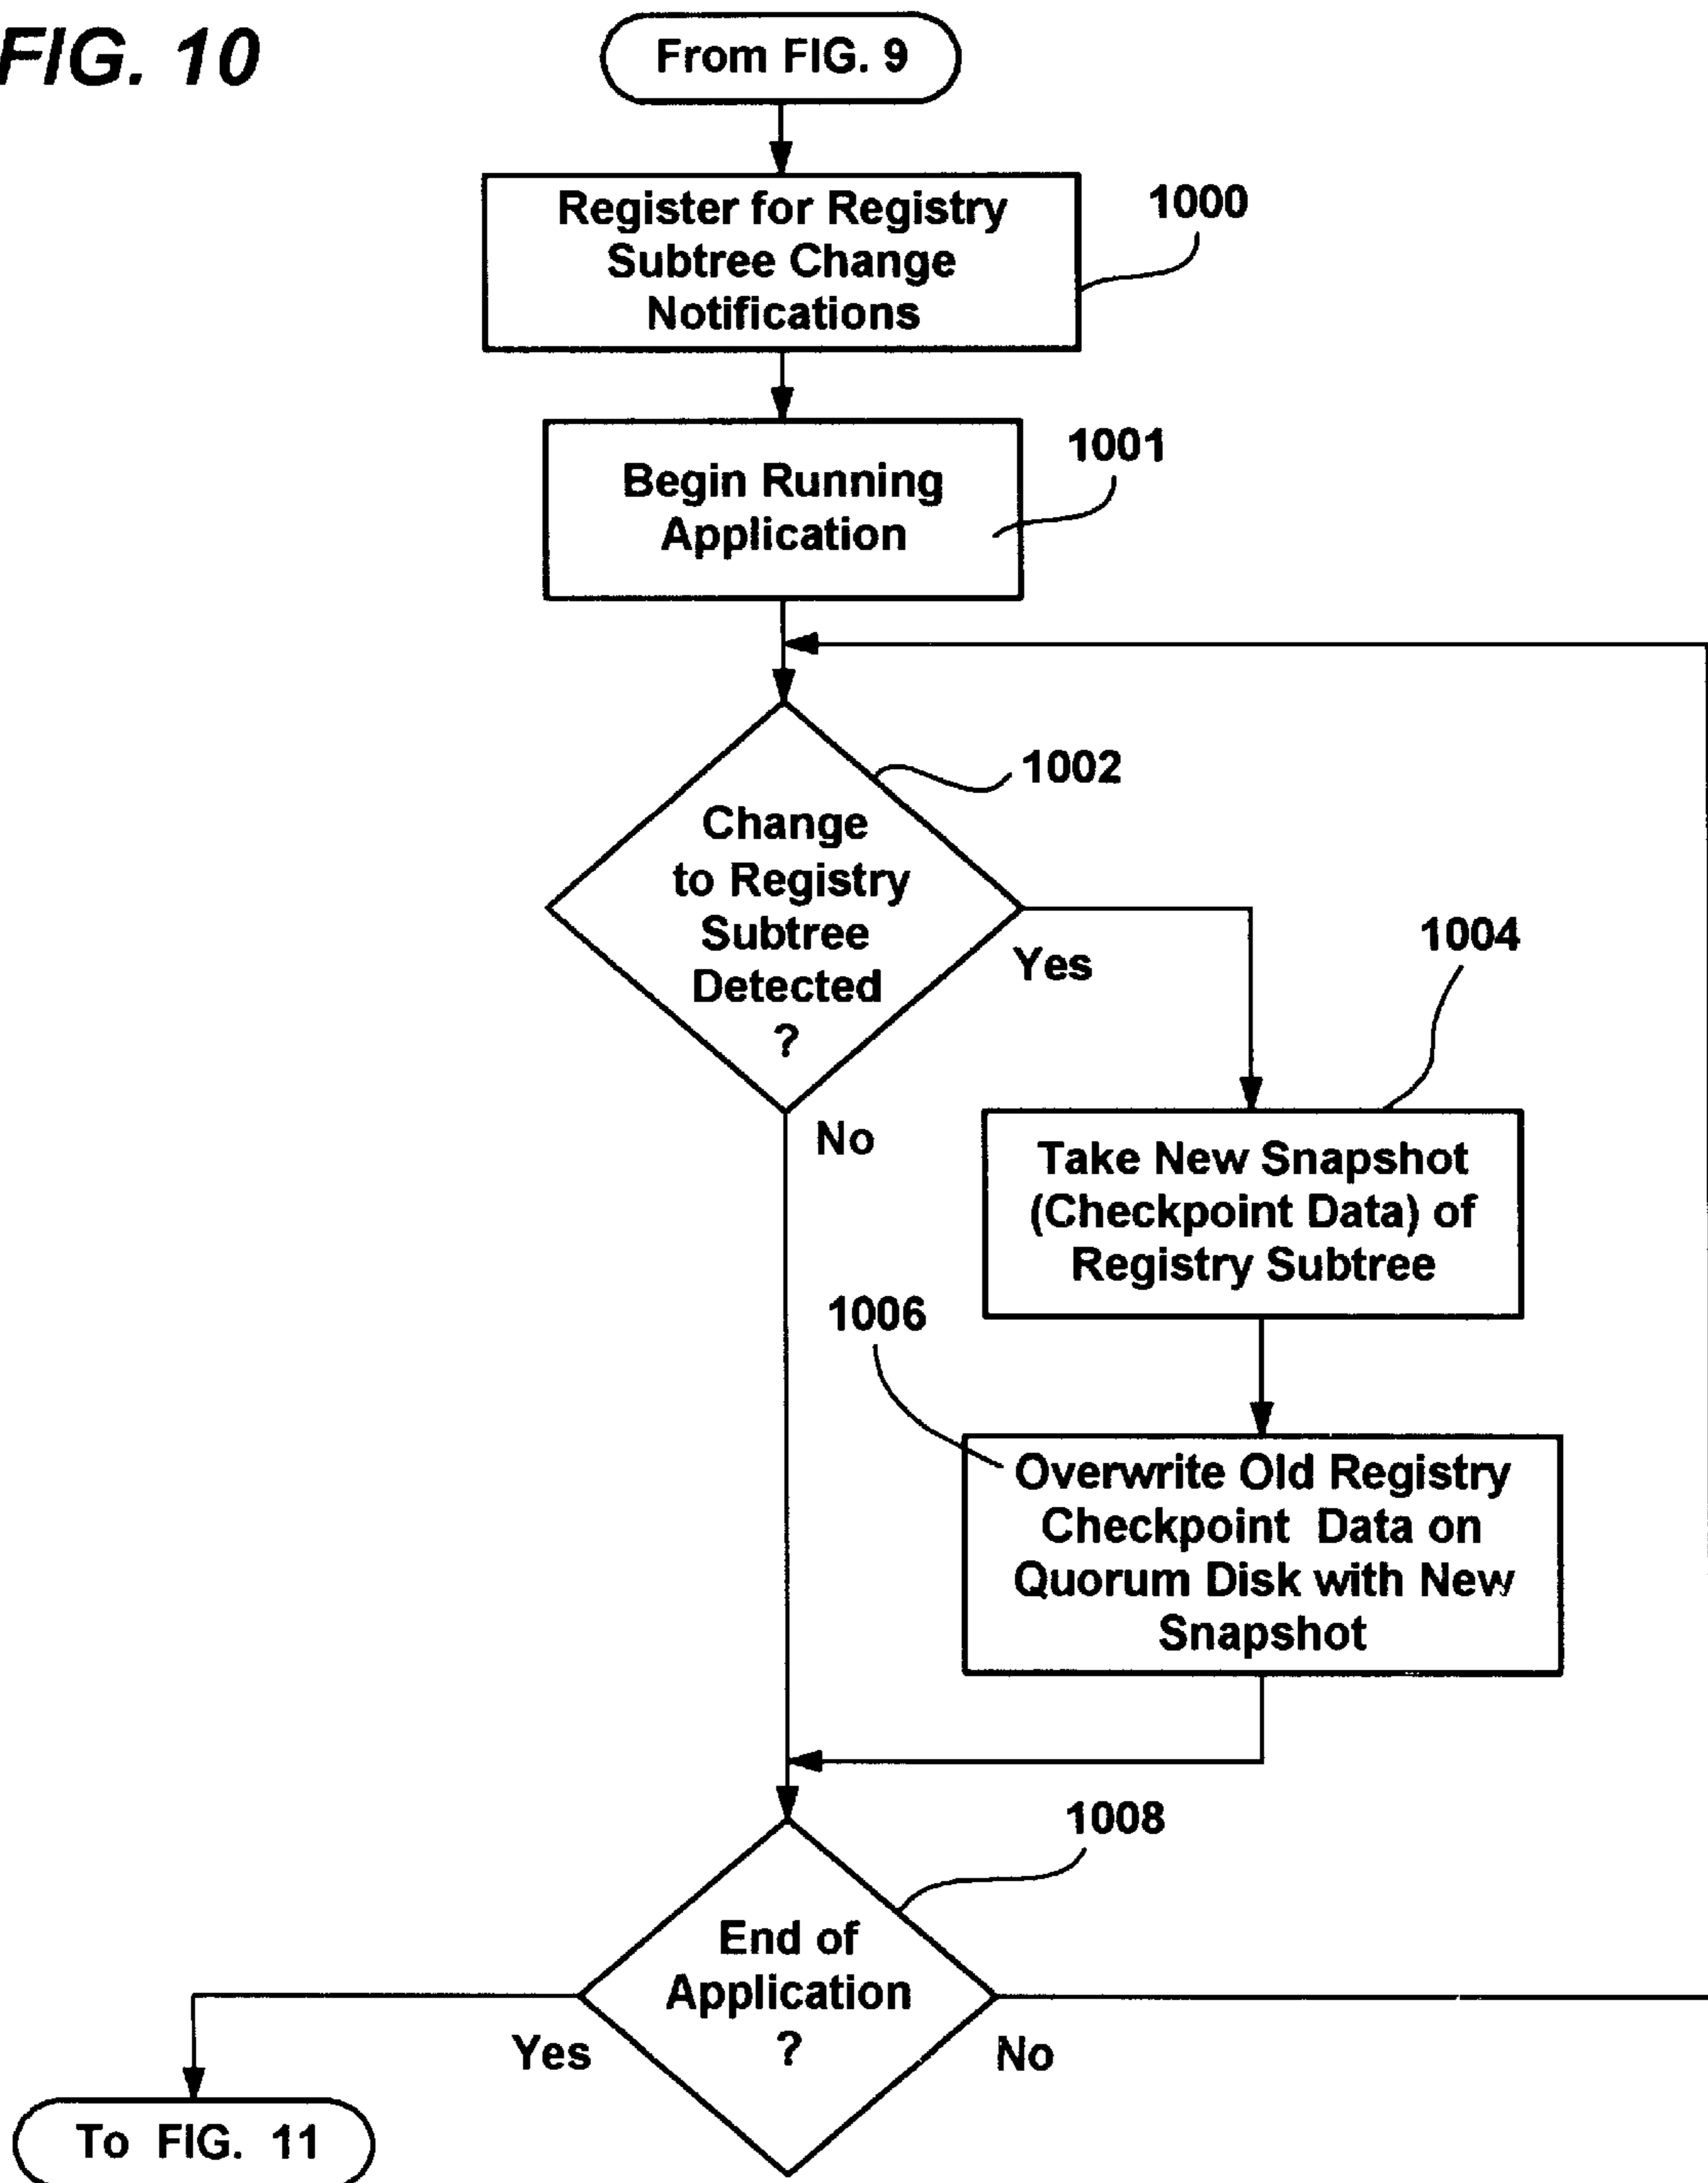 FIG. 10
From FIG. 9
Register for Registry
Subtree Change
Notifications
1000
Begin Running
Application
1001
Change
to Registry
Subtree
Detected
?
1002
Yes
No
1004
Take New Snapshot
(Checkpoint Data) of
Registry Subtree
1006
Overwrite Old Registry
Checkpoint Data on
Quorum Disk with New
Snapshot
1008
End of
Application
?
Yes
No
To FIG. 11